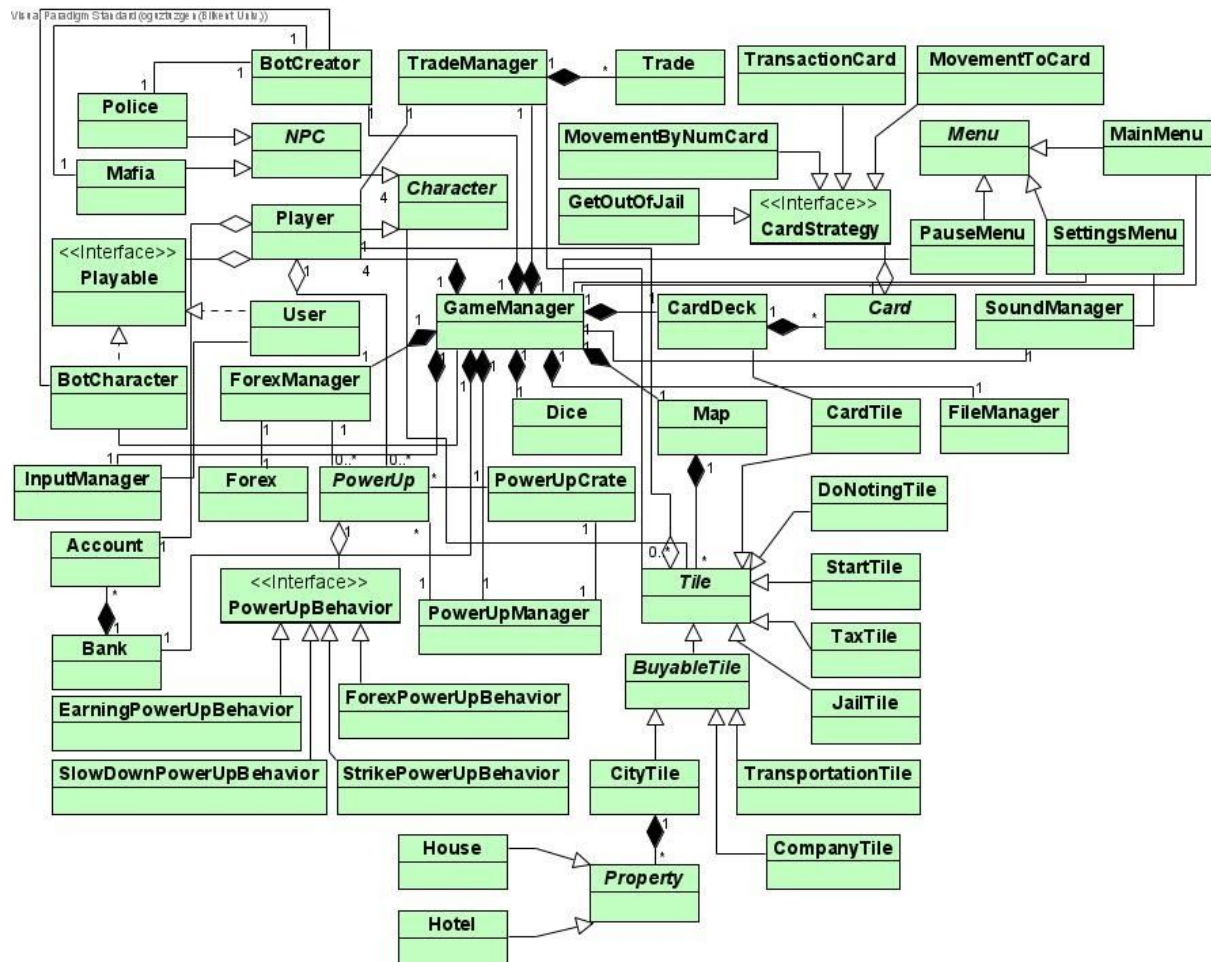 Visual Paradigm Standard(oguztuzgen(Bilkent Univ.))
BotCreator
TradeManager
Trade
TransactionCard
MovementToCard
Police
NPC
MovementByNumCard
Menu
MainMenu
Mafia
Character
GetOutOfJail
<<Interface>>
CardStrategy
Player
PauseMenu
SettingsMenu
<<Interface>>
Playable
User
GameManager
CardDeck
Card
SoundManager
BotCharacter
ForexManager
Dice
Map
CardTile
FileManager
InputManager
Forex
PowerUp
PowerUpCrate
DoNotingTile
Account
<<Interface>>
PowerUpBehavior
PowerUpManager
Tile
StartTile
Bank
TaxTile
BuyableTile
EarningPowerUpBehavior
ForexPowerUpBehavior
JailTile
SlowDownPowerUpBehavior
StrikePowerUpBehavior
CityTile
TransportationTile
House
Property
CompanyTile
Hotel